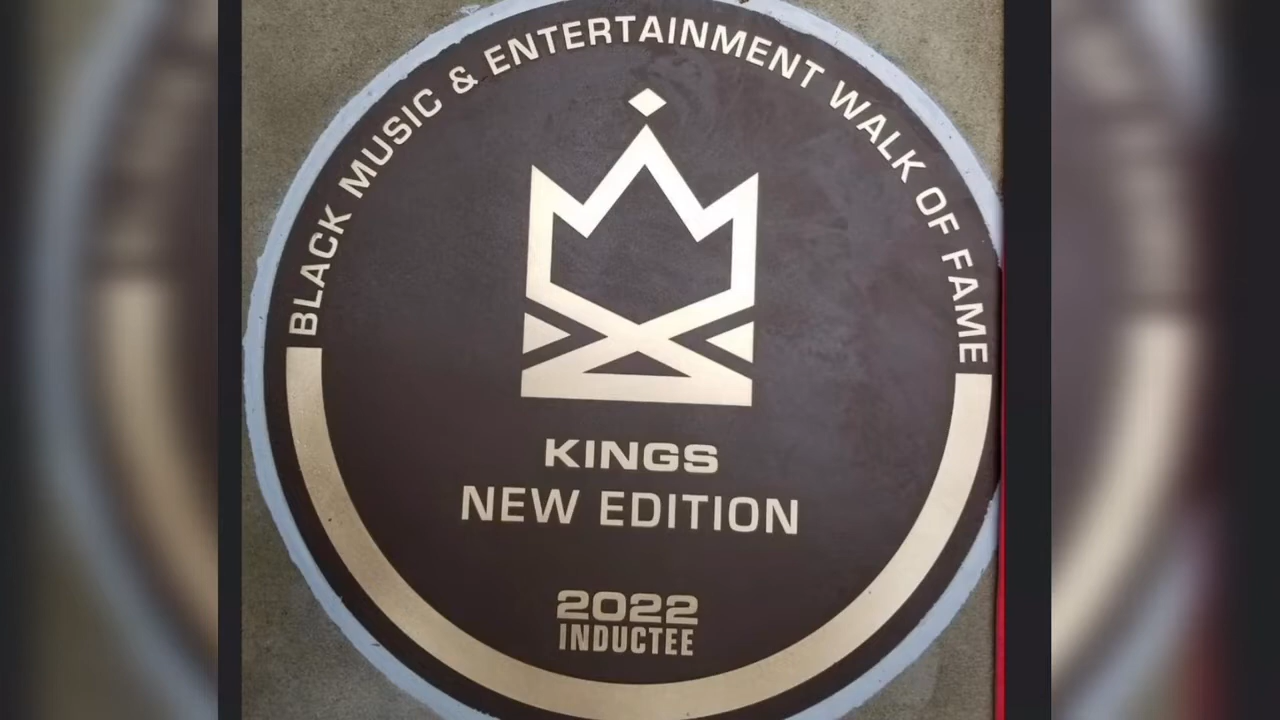 BLACK MUSIC & ENTERTAINMENT WALK OF FAME
KINGS
NEW EDITION
2022
INDUCTEE